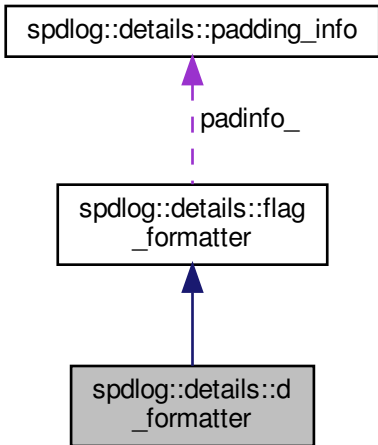 spdlog::details::padding_info
padinfo_
spdlog::details::flag
_formatter
spdlog::details::d
_formatter